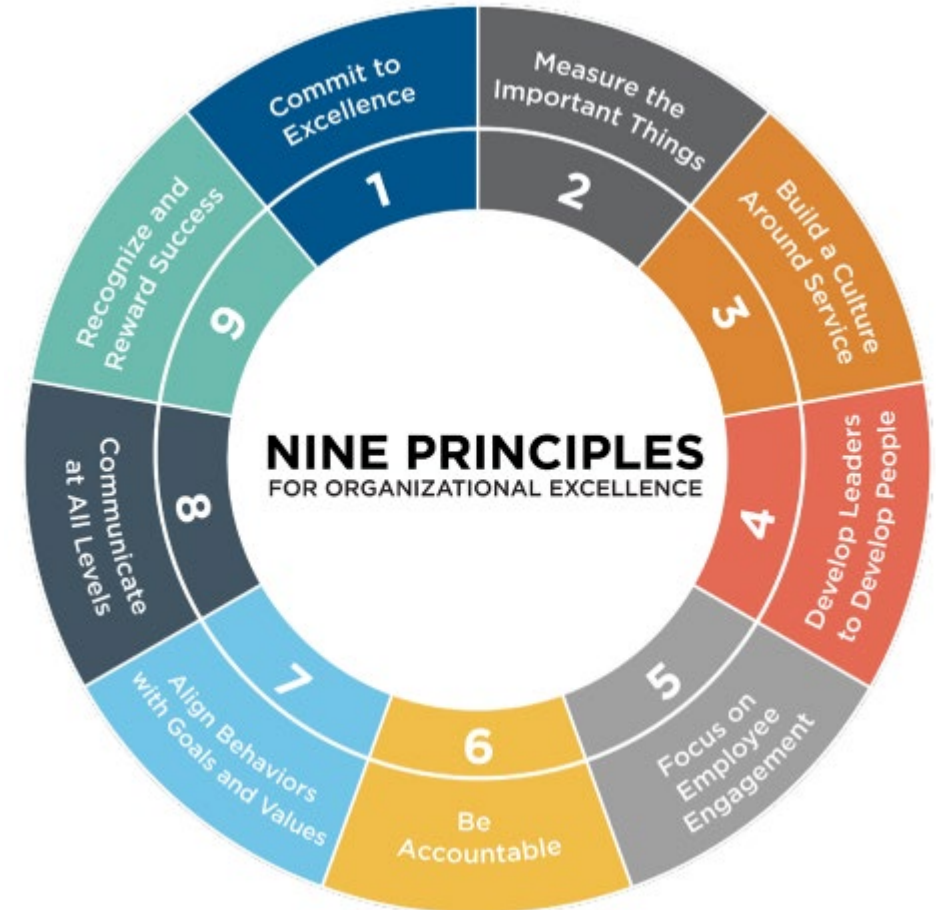 NINE PRINCIPLES
FOR ORGANIZATIONAL EXCELLENCE
Commit to
Excellence
1
Measure the
Important Things
2
Build a Culture
Around Service
3
Develop Leaders
to Develop People
4
Focus on
Employee
Engagement
5
Be
Accountable
6
Align Behaviors
with Goals and Values
7
Communicate
at All Levels
8
Recognize and
Reward Success
9